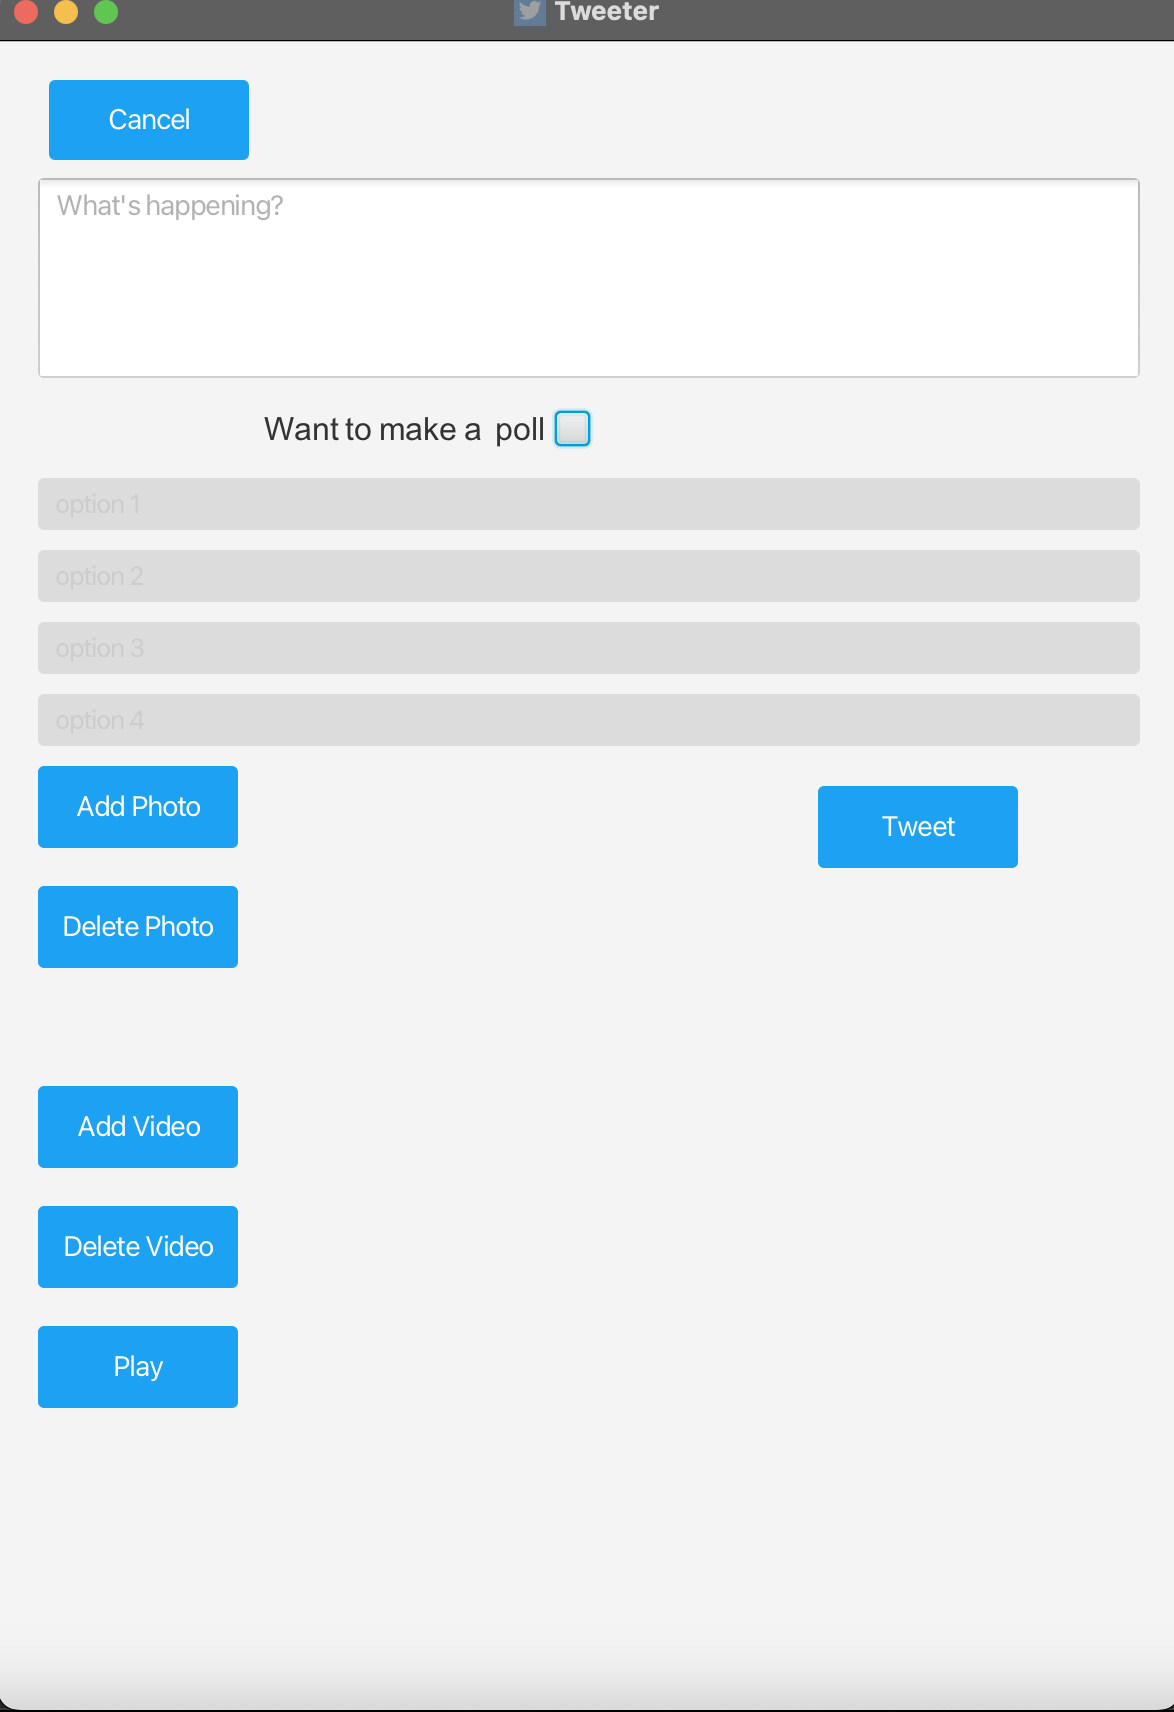 Tweeter
Cancel
What's happening?
Want to make a  poll
option 1
option 2
option 3
option 4
Add Photo
Tweet
Delete Photo
Add Video
Delete Video
Play